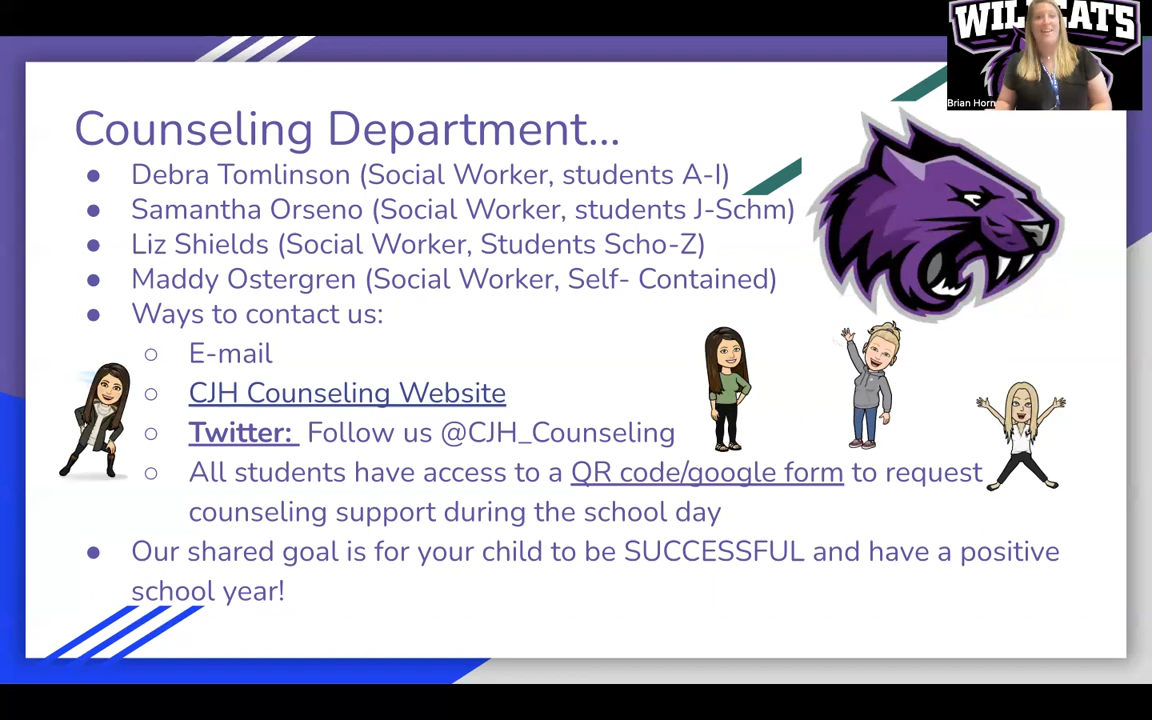 WILDCATS
Brian Horn
Counseling Department...
● Debra Tomlinson (Social Worker, students A-I)
● Samantha Orseno (Social Worker, students J-Schm)
● Liz Shields (Social Worker, Students Scho-Z)
● Maddy Ostergren (Social Worker, Self- Contained)
● Ways to contact us:
○ E-mail
○ CJH Counseling Website
○ Twitter: Follow us @CJH_Counseling
○ All students have access to a QR code/google form to request
counseling support during the school day
● Our shared goal is for your child to be SUCCESSFUL and have a positive
school year!